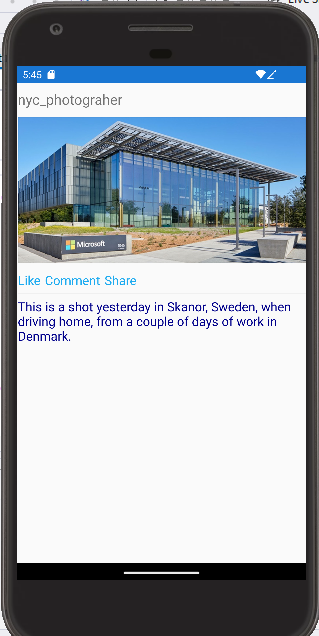 5:45
nyc_photograher
Microsoft
Like Comment Share
This is a shot yesterday in Skanor, Sweden, when
driving home, from a couple of days of work in
Denmark.